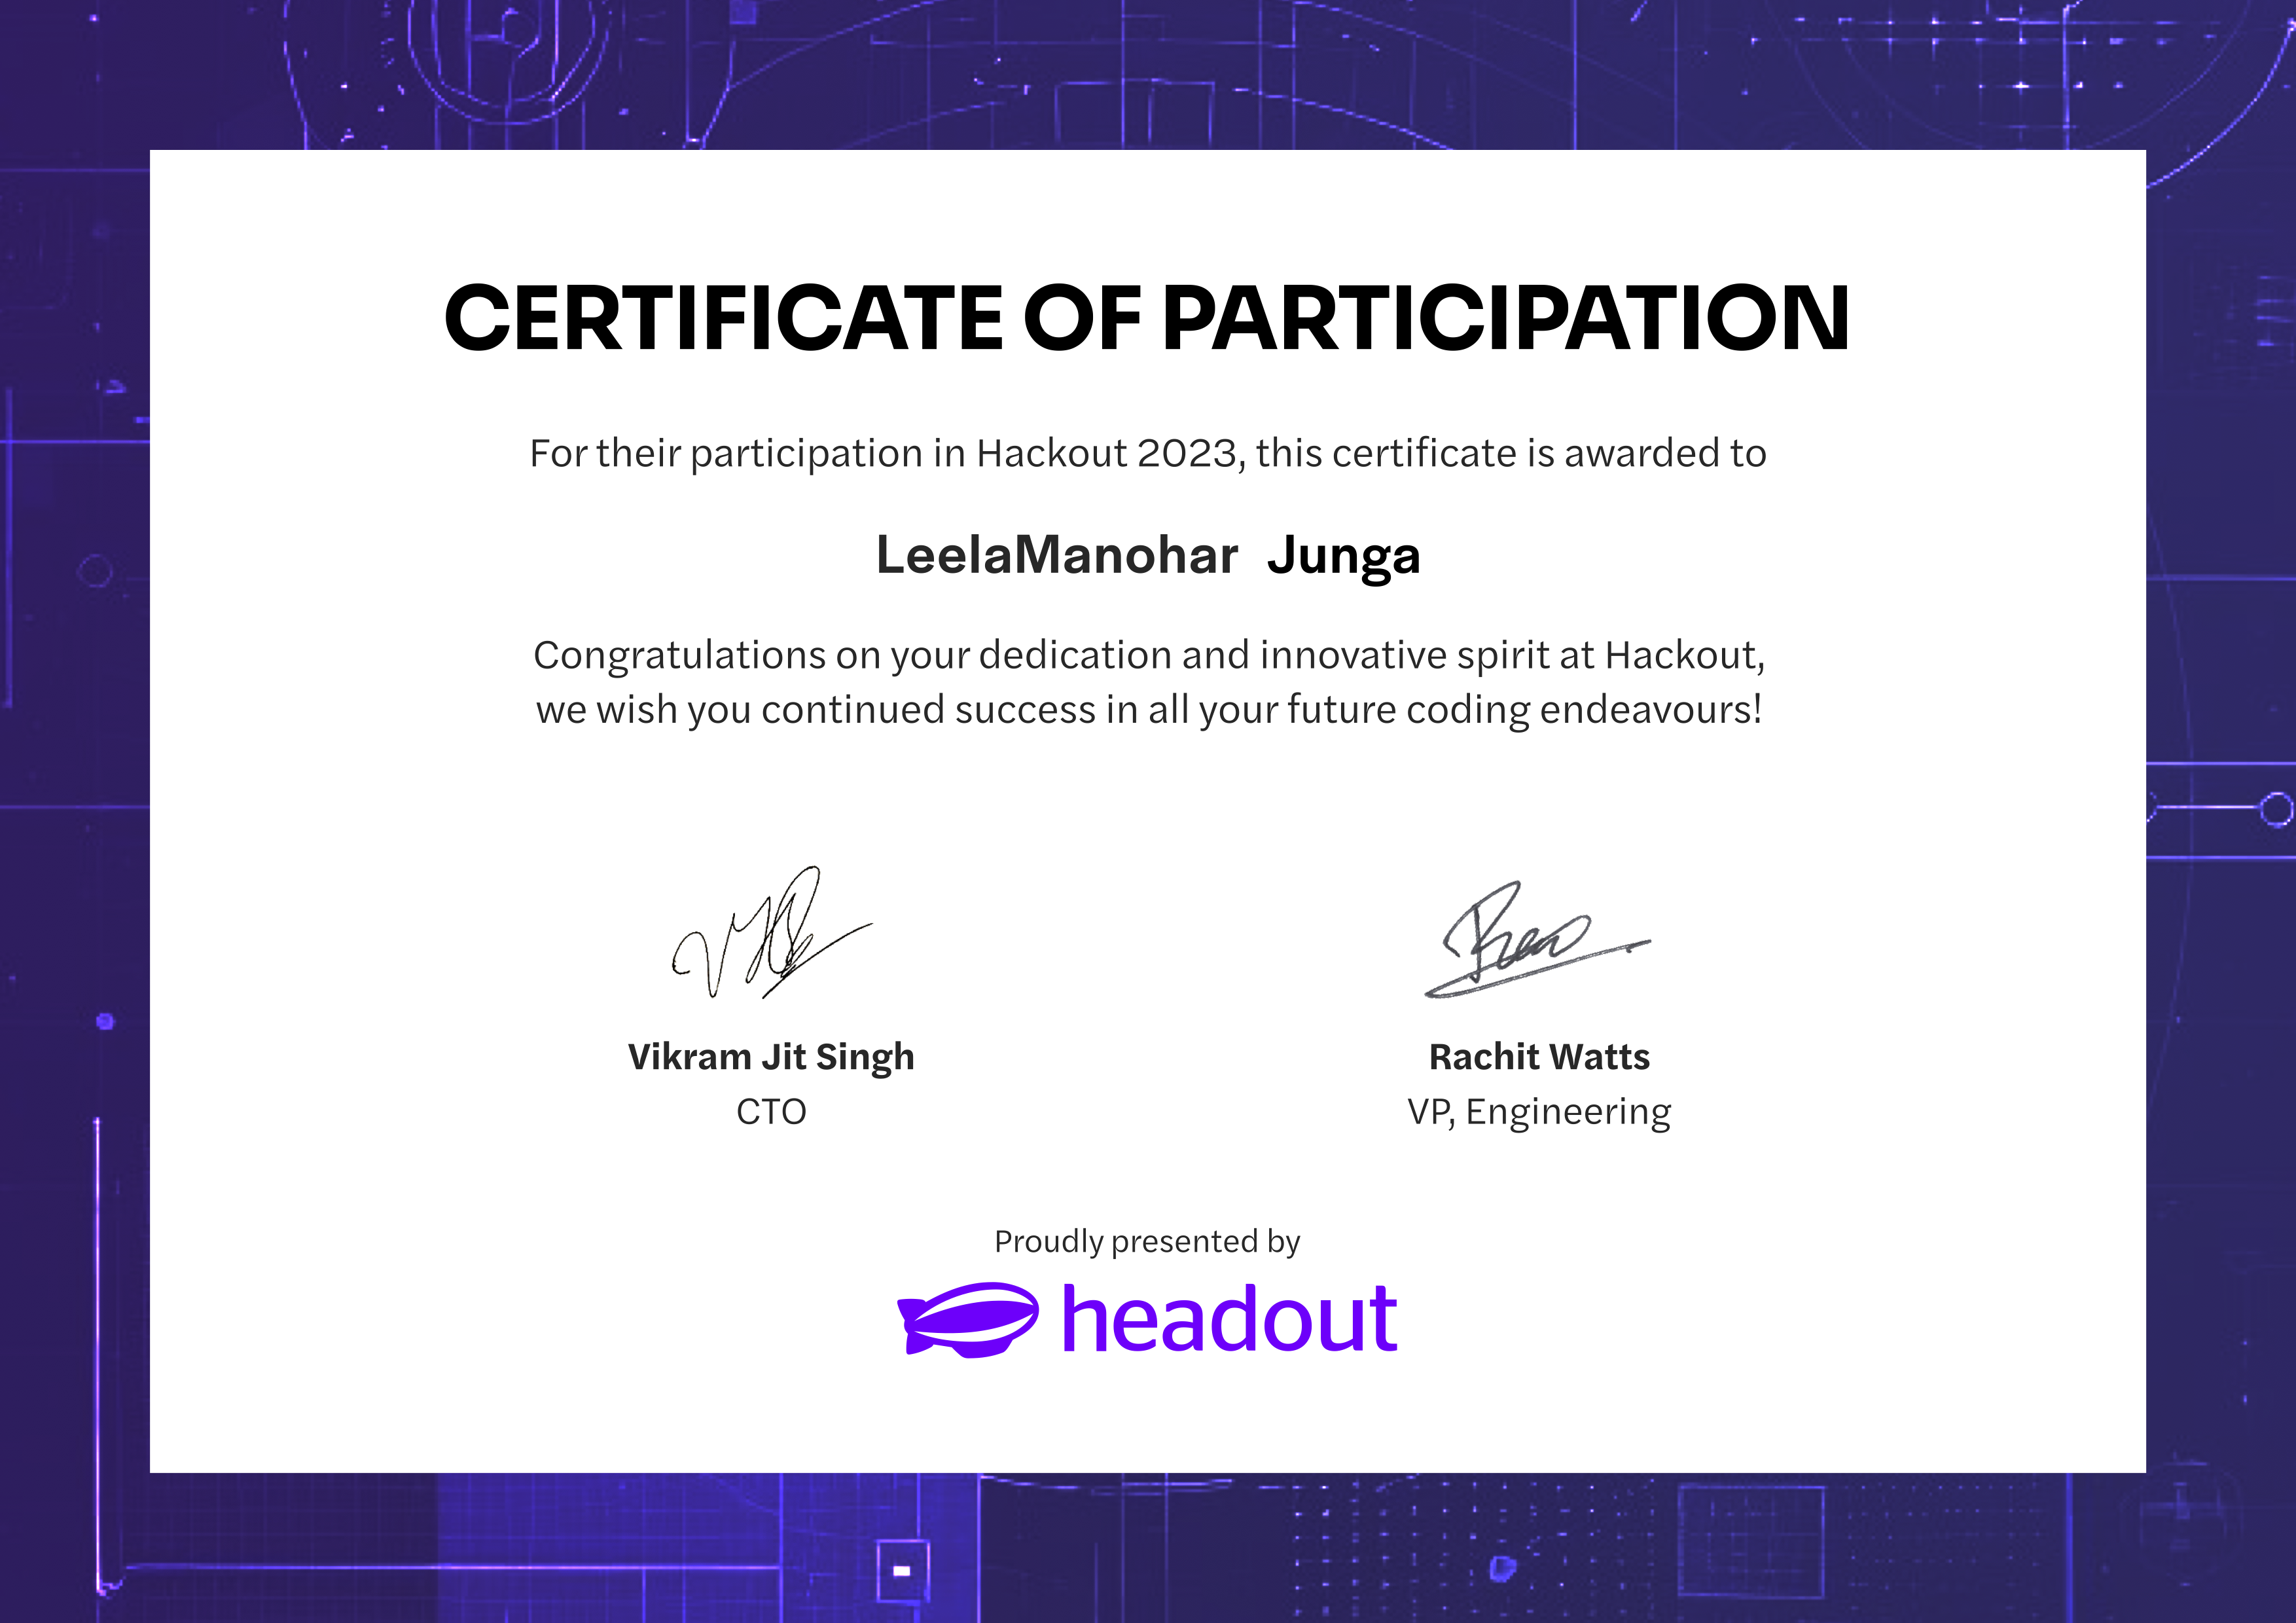 CERTIFICATE OF PARTICIPATION
For their participation in Hackout 2023, this certificate is awarded to
LeelaManohar Junga
Congratulations on your dedication and innovative spirit at Hackout,
we wish you continued success in all your future coding endeavours!
Vikram Jit Singh
CTO
Rachit Watts
VP, Engineering
Proudly presented by
headout